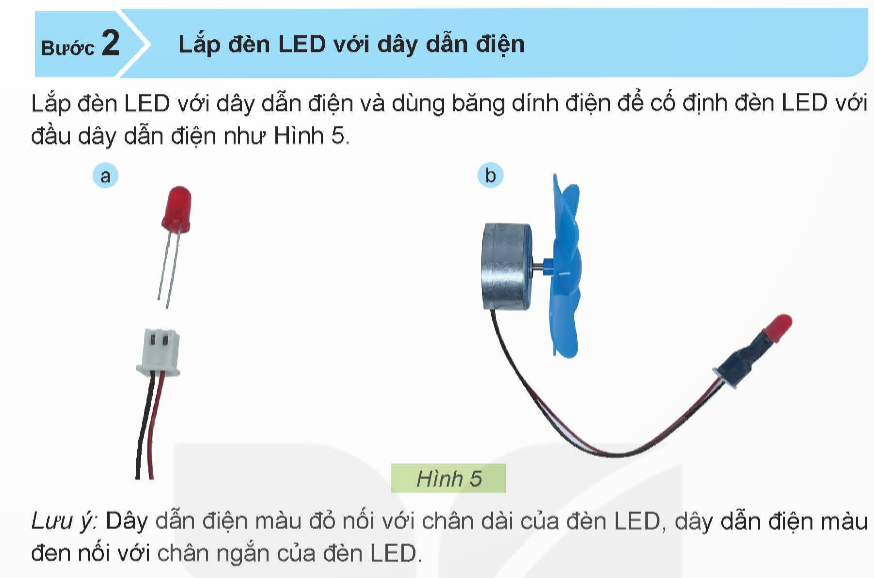 Bước 2
Lắp đèn LED với dây dẫn điện
Lắp đèn LED với dây dẫn điện và dùng băng dính điện để cố định đèn LED với
đầu dây dẫn điện như Hình 5.
a
b
Hình 5
Lưu ý: Dây dẫn điện màu đỏ nối với chân dài của đèn LED, dây dẫn điện màu
đen nối với chân ngắn của đèn LED.